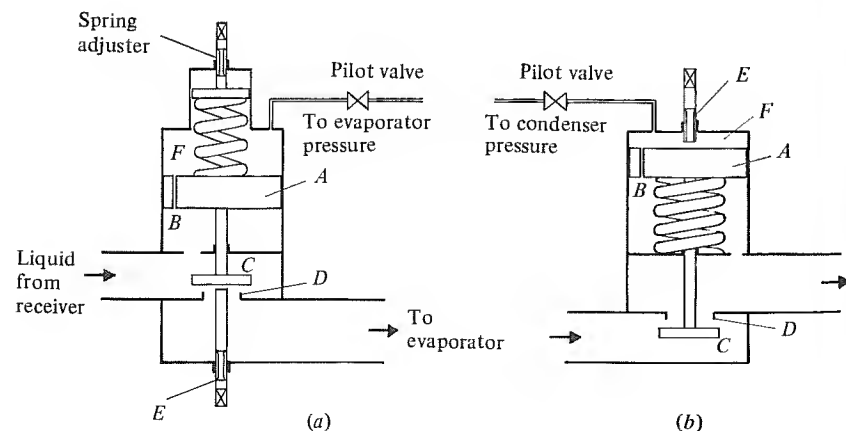 Spring
adjuster
Pilot valve
To evaporator
pressure
F
A
B
C
Liquid
from
receiver
D
To
evaporator
E
(a)
Pilot valve
To condenser
pressure
E
F
A
B
D
C
(b)